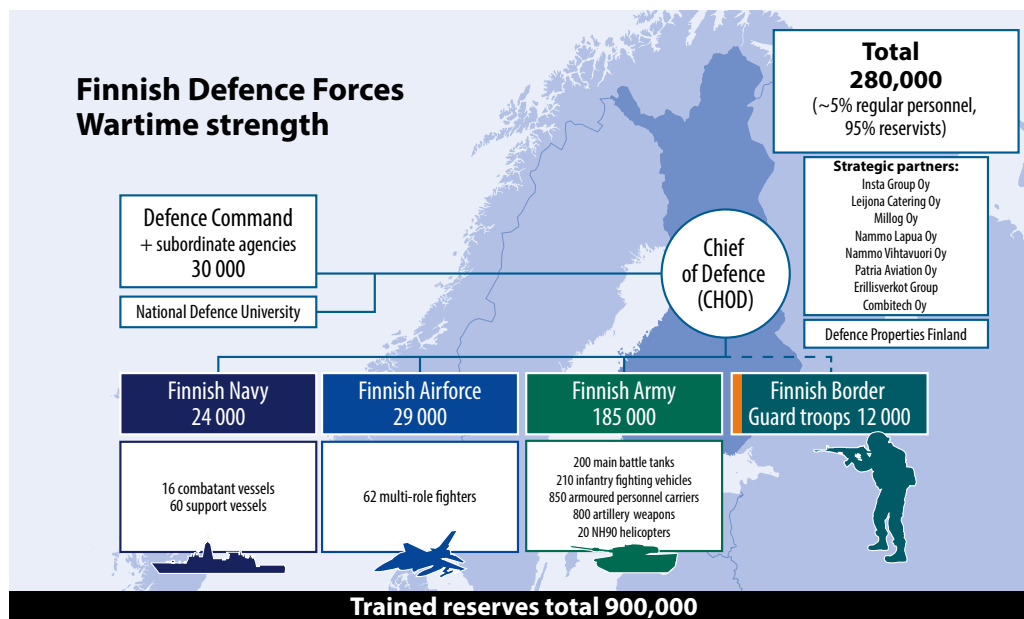 Finnish Defence Forces
Wartime strength
Total
280,000
(~5% regular personnel,
95% reservists)
Strategic partners:
Insta Group Oy
Leijona Catering Oy
Millog Oy
Nammo Lapua Oy
Nammo Vihtavuori Oy
Patria Aviation Oy
Erillisverkot Group
Combitech Oy
Defence Properties Finland
Defence Command
+ subordinate agencies
30 000
National Defence University
Chief
of Defence
(CHOD)
Finnish Navy
24 000
16 combatant vessels
60 support vessels
Finnish Airforce
29 000
62 multi-role fighters
Finnish Army
185 000
200 main battle tanks
210 infantry fighting vehicles
850 armoured personnel carriers
800 artillery weapons
20 NH90 helicopters
Finnish Border
Guard troops 12 000
Trained reserves total 900,000